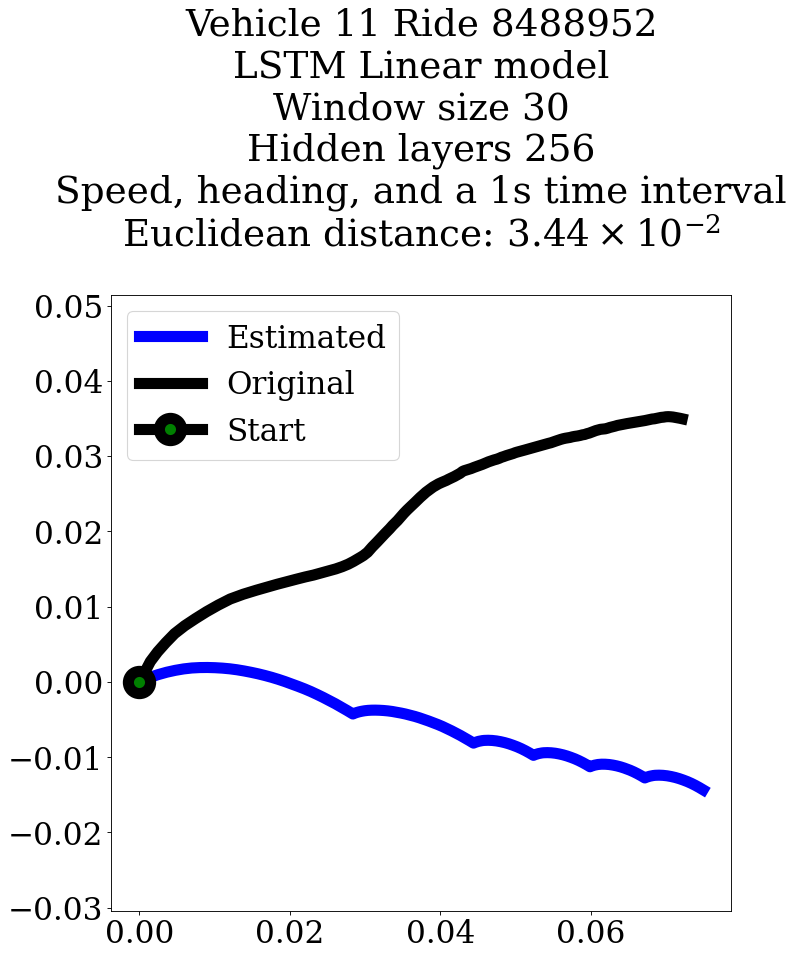 Vehicle 11 Ride 8488952
LSTM Linear model
Window size 30
Hidden layers 256
Speed, heading, and a 1s time interval
Euclidean distance: 3.44 × 10⁻²
0.05
Estimated
0.04
Original
Start
0.03
0.02
0.01
0.00
−0.01
−0.02
−0.03
0.00 0.02 0.04 0.06